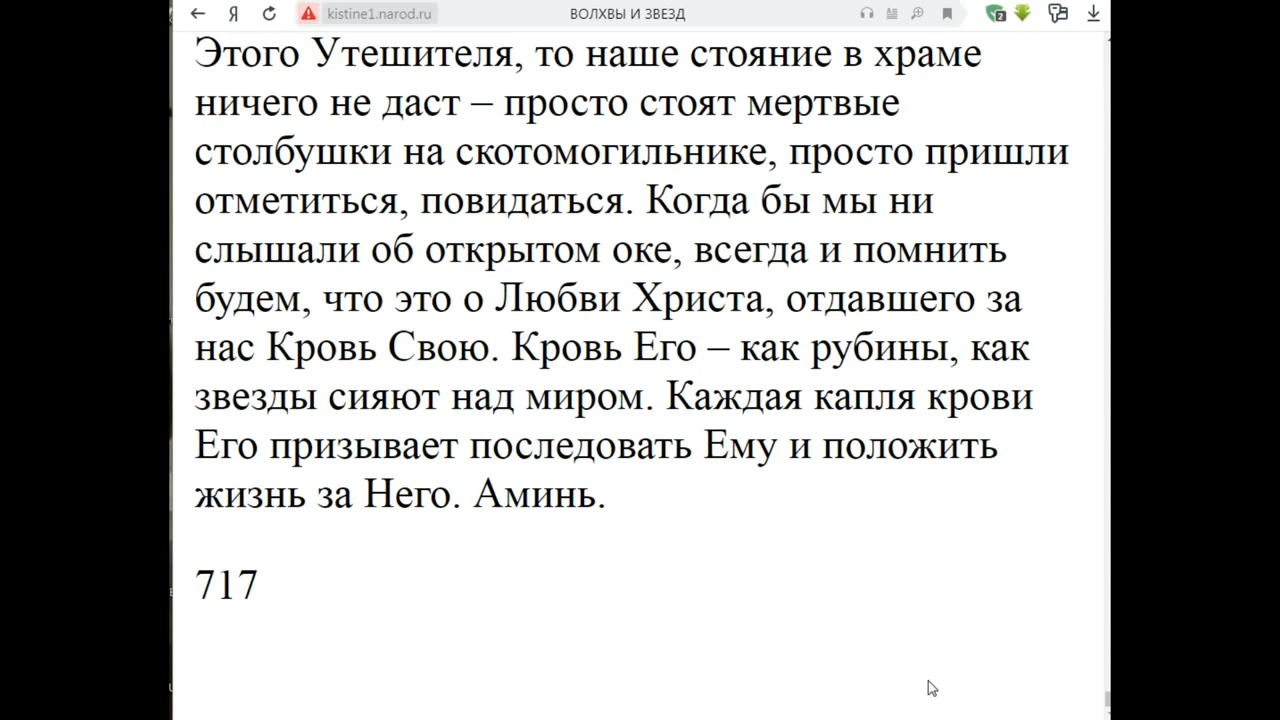 Я
kistine1.narod.ru
ВОЛХВЫ И ЗВЕЗД
2
Этого Утешителя, то наше стояние в храме
ничего не даст – просто стоят мертвые
столбушки на скотомогильнике, просто пришли
отметиться, повидаться. Когда бы мы ни
слышали об открытом оке, всегда и помнить
будем, что это о Любви Христа, отдавшего за
нас Кровь Свою. Кровь Его – как рубины, как
звезды сияют над миром. Каждая капля крови
Его призывает последовать Ему и положить
жизнь за Него. Аминь.
717